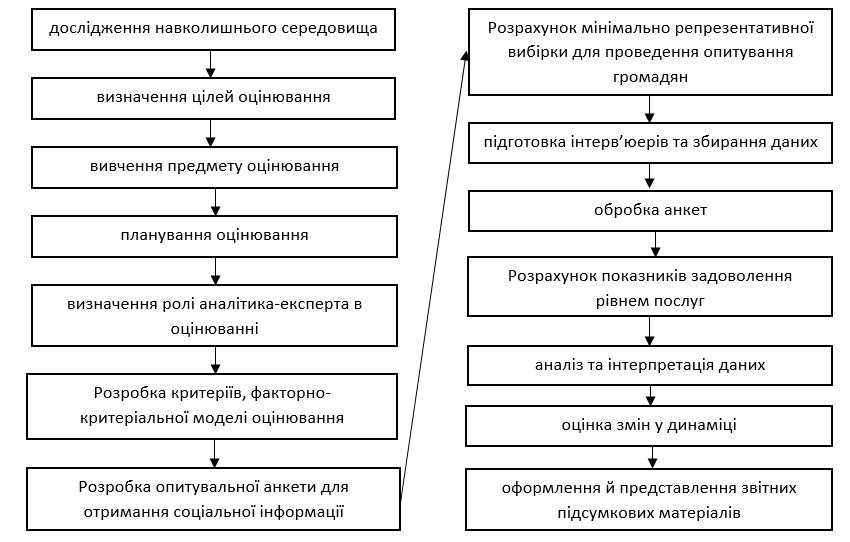 дослідження навколишнього середовища
визначення цілей оцінювання
вивчення предмету оцінювання
планування оцінювання
визначення ролі аналітика-експерта в
оцінюванні
Розробка критеріїв, факторно-
критеріальної моделі оцінювання
Розробка опитувальної анкети для
отримання соціальної інформації
Розрахунок мінімально репрезентативної
вибірки для проведення опитування
громадян
підготовка інтерв’юерів та збирання даних
обробка анкет
Розрахунок показників задоволення
рівнем послуг
аналіз та інтерпретація даних
оцінка змін у динаміці
оформлення й представлення звітних
підсумкових матеріалів